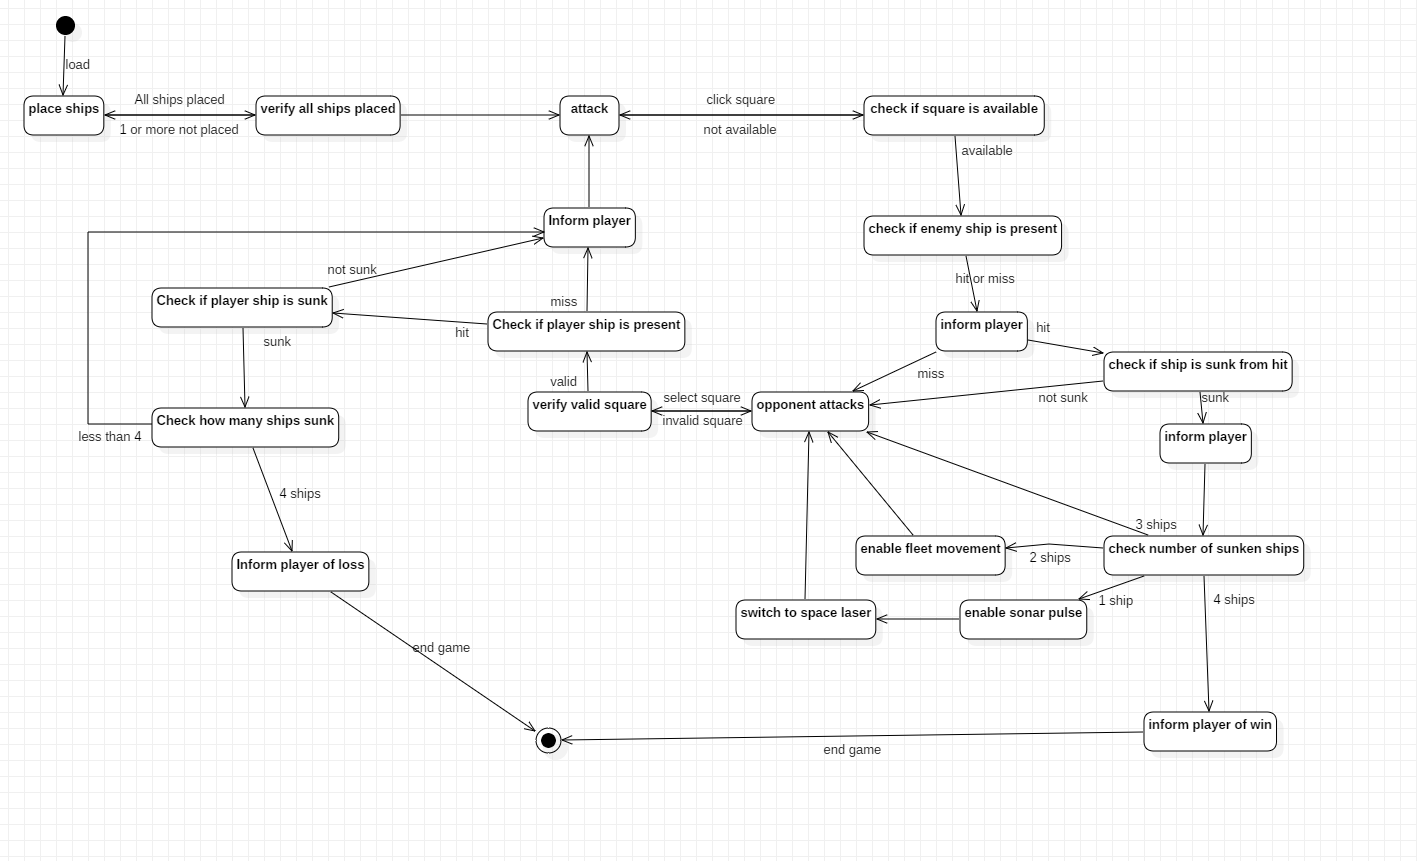 load
place ships
All ships placed
1 or more not placed
verify all ships placed
attack
click square
not available
check if square is available
available
Inform player
check if enemy ship is present
not sunk
hit or miss
Check if player ship is sunk
miss
Check if player ship is present
inform player
hit
hit
sunk
check if ship is sunk from hit
miss
valid
select square
not sunk
sunk
verify valid square
opponent attacks
invalid square
Check how many ships sunk
less than 4
inform player
4 ships
3 ships
enable fleet movement
2 ships
check number of sunken ships
Inform player of loss
1 ship
4 ships
switch to space laser
enable sonar pulse
end game
inform player of win
end game